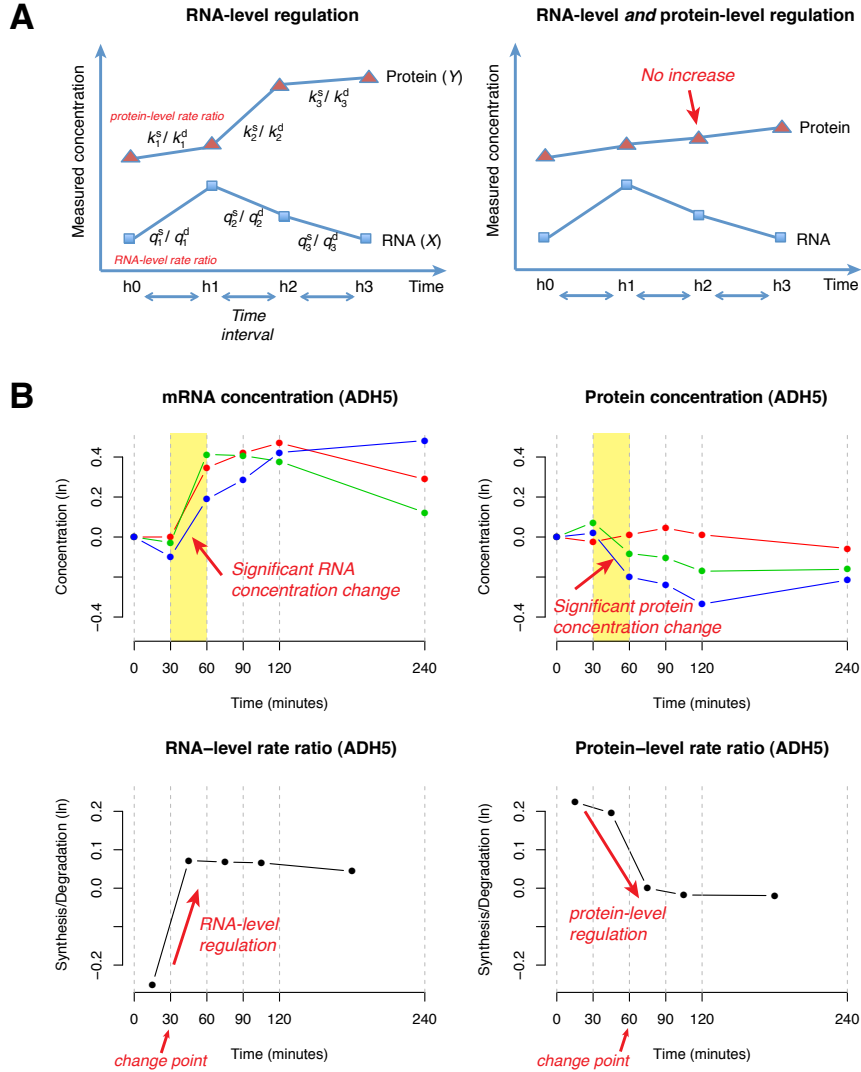 A
RNA-level regulation
Measured concentration
protein-level rate ratio
k₁ˢ/ k₁ᵈ
k₂ˢ/ k₂ᵈ
k₃ˢ/ k₃ᵈ
Protein (Y)
q₁ˢ/ q₁ᵈ
q₂ˢ/ q₂ᵈ
q₃ˢ/ q₃ᵈ
RNA (X)
RNA-level rate ratio
h0 h1 h2 h3 Time
Time
interval
RNA-level and protein-level regulation
Measured concentration
No increase
Protein
RNA
h0 h1 h2 h3 Time
B
mRNA concentration (ADH5)
Concentration (ln)
0.4
0.2
0.0
−0.4
Significant RNA
concentration change
0 30 60 90 120 240
Time (minutes)
Protein concentration (ADH5)
Concentration (ln)
0.4
0.2
0.0
−0.4
Significant protein
concentration change
0 30 60 90 120 240
Time (minutes)
RNA−level rate ratio (ADH5)
Synthesis/Degradation (ln)
0.2
0.1
0.0
−0.2
RNA-level
regulation
0 30 60 90 120 240
change point
Time (minutes)
Protein−level rate ratio (ADH5)
Synthesis/Degradation (ln)
0.2
0.1
0.0
−0.2
protein-level
regulation
0 30 60 90 120 240
change point
Time (minutes)